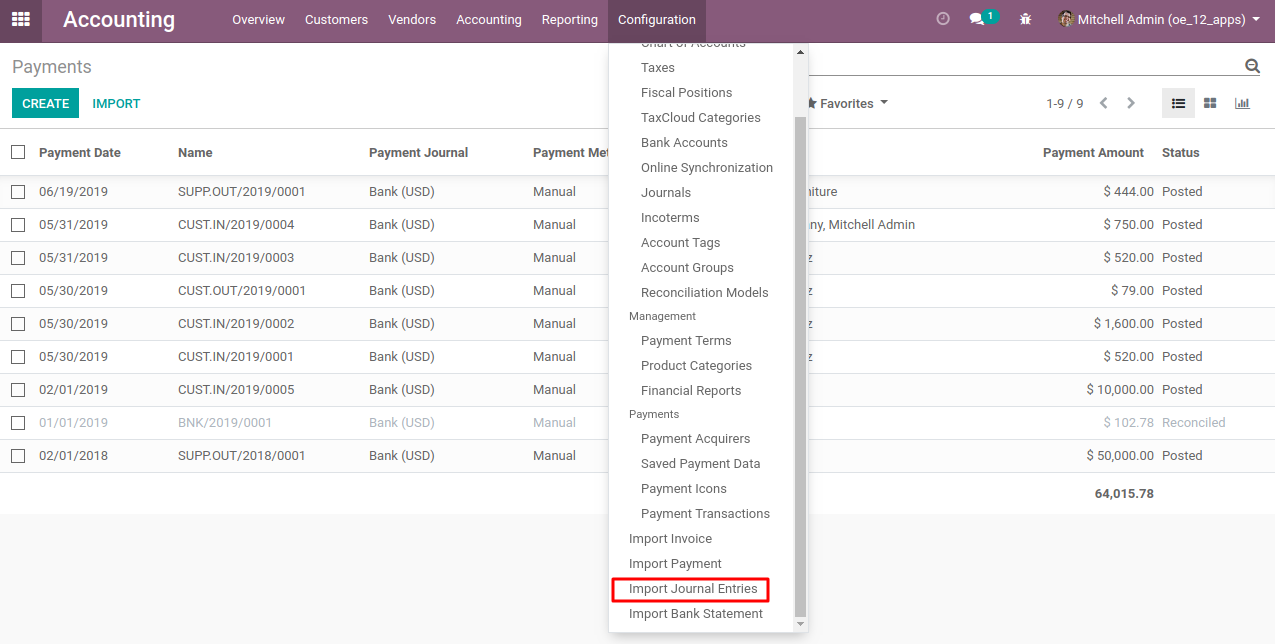 Accounting Overview Customers Vendors Accounting Reporting Configuration 1 Mitchell Admin (oe_12_apps)
Payments
CREATE IMPORT Favorites 1-9 / 9
Payment Date Name Payment Journal Payment Met Payment Amount Status
06/19/2019 SUPP.OUT/2019/0001 Bank (USD) Manual niture $ 444.00 Posted
05/31/2019 CUST.IN/2019/0004 Bank (USD) Manual ny, Mitchell Admin $ 750.00 Posted
05/31/2019 CUST.IN/2019/0003 Bank (USD) Manual z $ 520.00 Posted
05/30/2019 CUST.OUT/2019/0001 Bank (USD) Manual z $ 79.00 Posted
05/30/2019 CUST.IN/2019/0002 Bank (USD) Manual z $ 1,600.00 Posted
05/30/2019 CUST.IN/2019/0001 Bank (USD) Manual z $ 520.00 Posted
02/01/2019 CUST.IN/2019/0005 Bank (USD) Manual $ 10,000.00 Posted
01/01/2019 BNK/2019/0001 Bank (USD) Manual $ 102.78 Reconciled
02/01/2018 SUPP.OUT/2018/0001 Bank (USD) Manual $ 50,000.00 Posted
64,015.78
Chart of Accounts
Taxes
Fiscal Positions
TaxCloud Categories
Bank Accounts
Online Synchronization
Journals
Incoterms
Account Tags
Account Groups
Reconciliation Models
Management
Payment Terms
Product Categories
Financial Reports
Payments
Payment Acquirers
Saved Payment Data
Payment Icons
Payment Transactions
Import Invoice
Import Payment
Import Journal Entries
Import Bank Statement